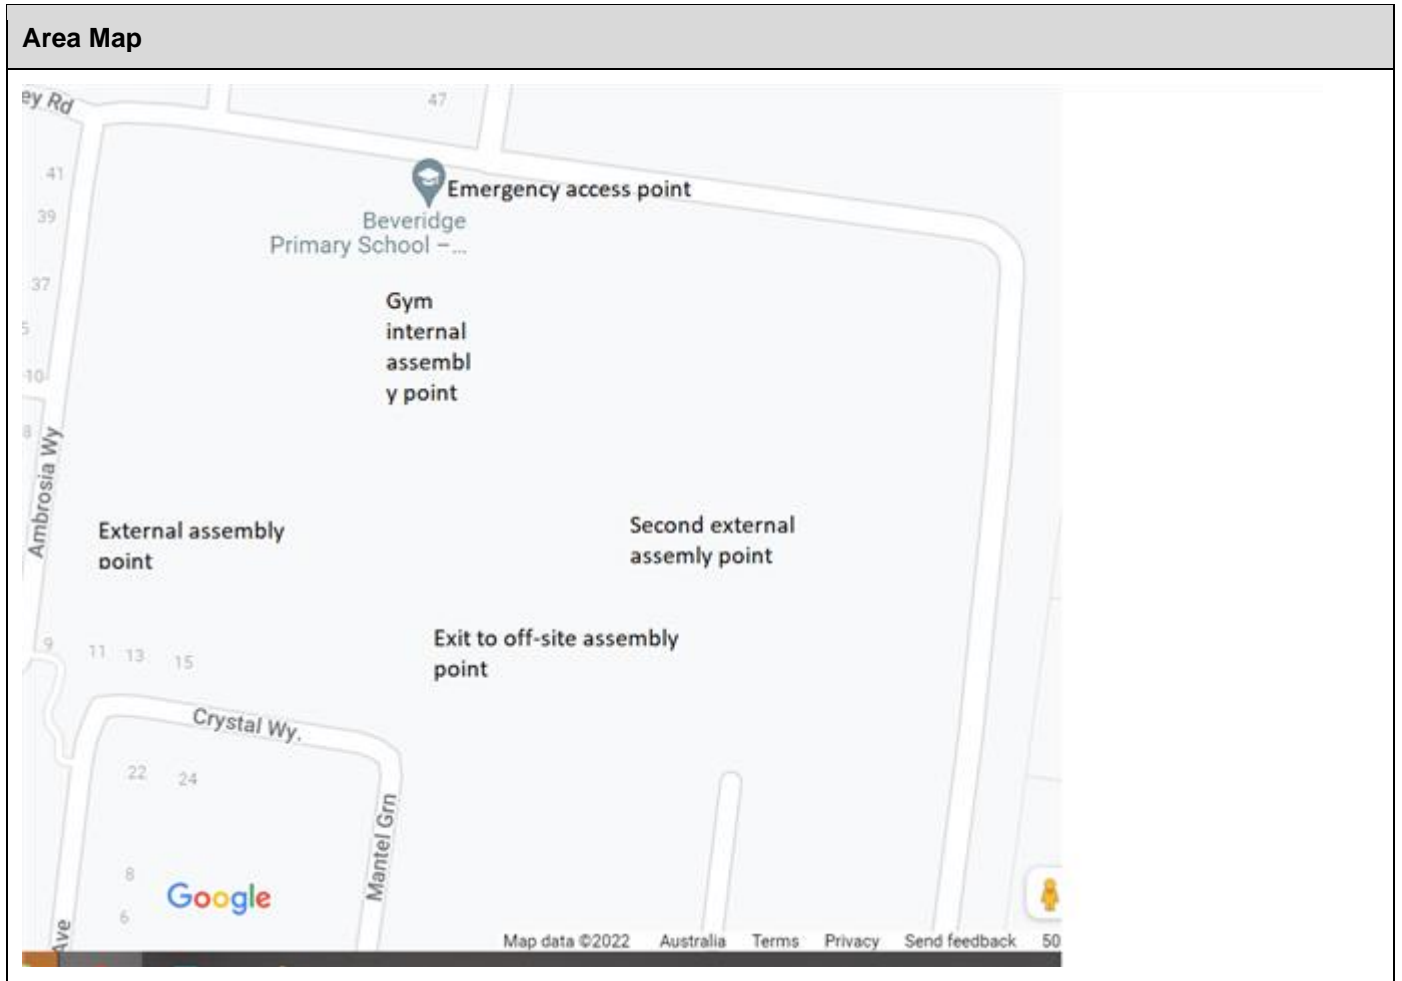 Area Map
ey Rd
47
41
Emergency access point
39
Beveridge
Primary School –...
37
Gym
internal
assembl
y point
5
10
8
Ambrosia Wy
External assembly
point
Second external
assemly point
Exit to off-site assembly
point
9
11 13 15
Crystal Wy.
22 24
Mantel Grn
8
Google
6
Ave
Map data ©2022 Australia Terms Privacy Send feedback 50